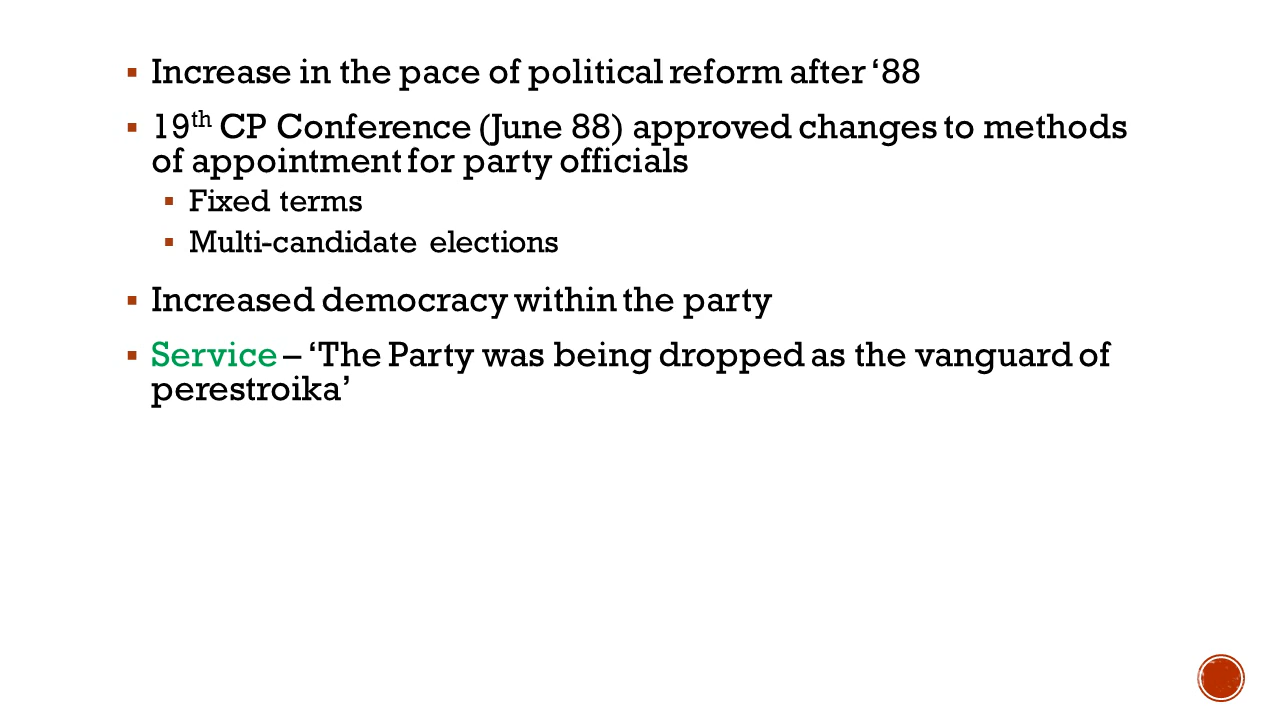 ▪ Increase in the pace of political reform after ‘88
▪ 19th CP Conference (June 88) approved changes to methods
of appointment for party officials
▪ Fixed terms
▪ Multi-candidate elections
▪ Increased democracy within the party
▪ Service – ‘The Party was being dropped as the vanguard of
perestroika’